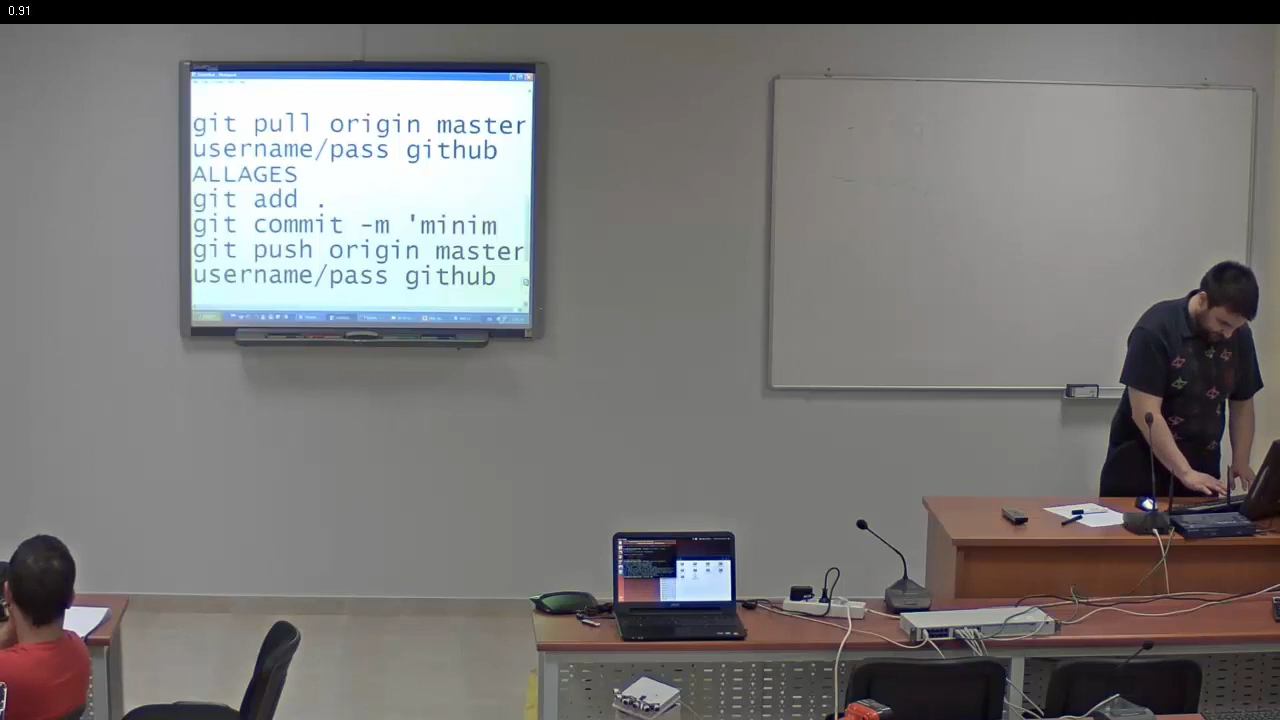 0.91
git pull origin master
username/pass github
ALLAGES
git add .
git commit -m 'minim
git push origin master
username/pass github